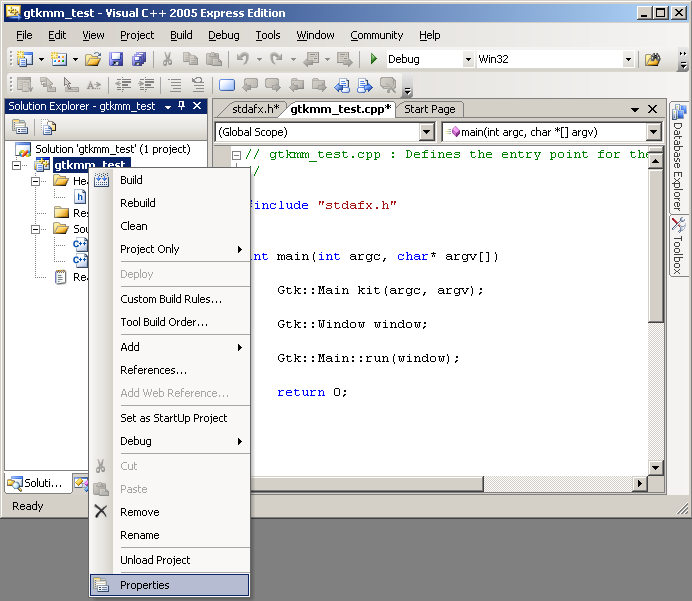 gtkmm_test - Visual C++ 2005 Express Edition
File Edit View Project Build Debug Tools Window Community Help
Debug Win32
Solution Explorer - gtkmm_test
stdafx.h* gtkmm_test.cpp* Start Page
(Global Scope) main(int argc, char *[] argv)
Solution 'gtkmm_test' (1 project)
gtkmm_test
Hea
Res
Sou
Rea
// gtkmm_test.cpp : Defines the entry point for the
/
include "stdafx.h"
nt main(int argc, char* argv[])
Gtk::Main kit(argc, argv);
Gtk::Window window;
Gtk::Main::run(window);
return 0;
Build
Rebuild
Clean
Project Only
Deploy
Custom Build Rules...
Tool Build Order...
Add
References...
Add Web Reference...
Set as StartUp Project
Debug
Cut
Paste
Remove
Rename
Unload Project
Properties
Database Explorer
Toolbox
Soluti...
Ready